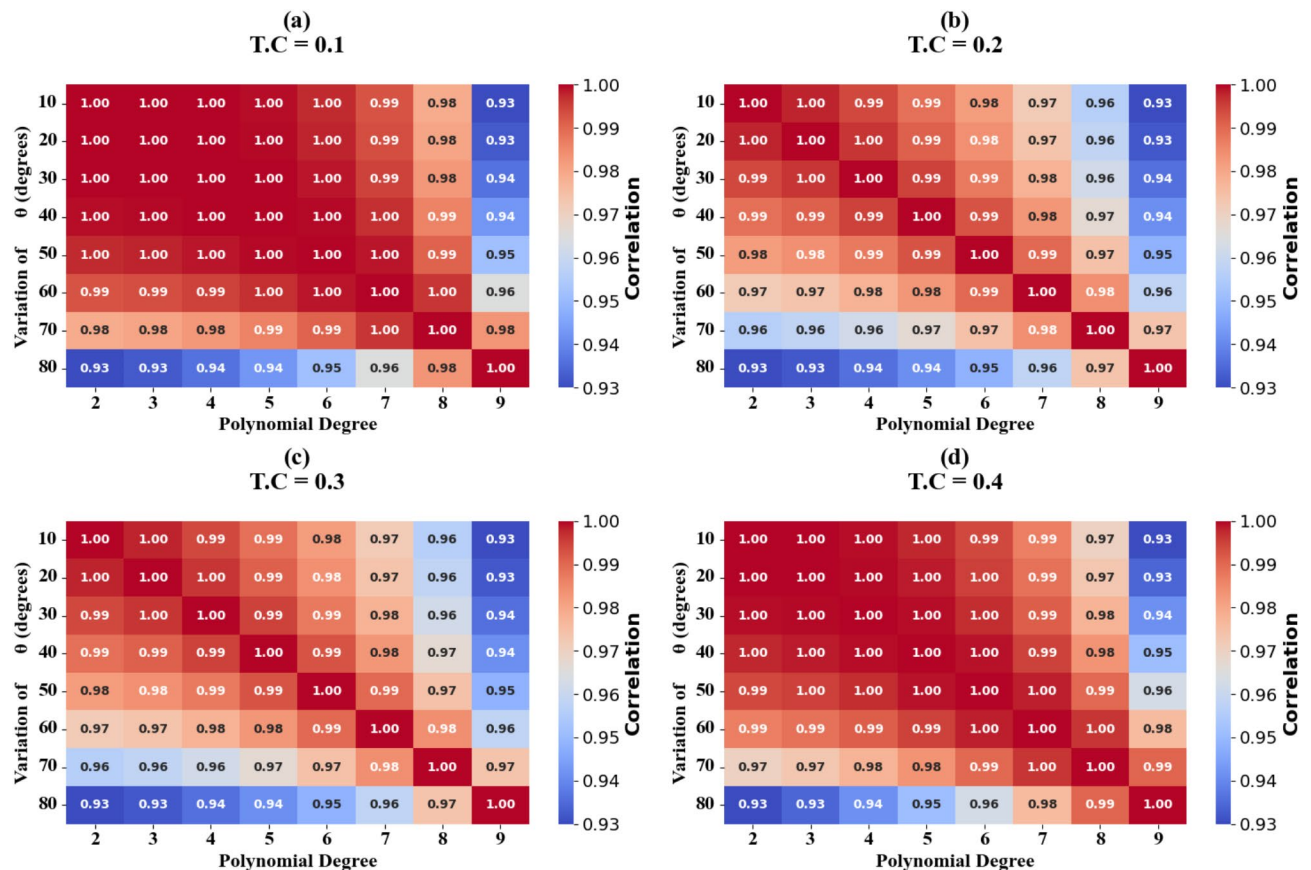 (a)
T.C = 0.1
Variation of θ (degrees)
10 1.00 1.00 1.00 1.00 1.00 0.99 0.98 0.93
20 1.00 1.00 1.00 1.00 1.00 0.99 0.98 0.93
30 1.00 1.00 1.00 1.00 1.00 0.99 0.98 0.94
40 1.00 1.00 1.00 1.00 1.00 1.00 0.99 0.94
50 1.00 1.00 1.00 1.00 1.00 1.00 0.99 0.95
60 0.99 0.99 0.99 1.00 1.00 1.00 1.00 0.96
70 0.98 0.98 0.98 0.99 0.99 1.00 1.00 0.98
80 0.93 0.93 0.94 0.94 0.95 0.96 0.98 1.00
2 3 4 5 6 7 8 9
Polynomial Degree
1.00
0.99
0.98
0.97
0.96
0.95
0.94
0.93
Correlation
(b)
T.C = 0.2
Variation of θ (degrees)
10 1.00 1.00 0.99 0.99 0.98 0.97 0.96 0.93
20 1.00 1.00 1.00 0.99 0.98 0.97 0.96 0.93
30 0.99 1.00 1.00 0.99 0.99 0.98 0.96 0.94
40 0.99 0.99 0.99 1.00 0.99 0.98 0.97 0.94
50 0.98 0.98 0.99 0.99 1.00 0.99 0.97 0.95
60 0.97 0.97 0.98 0.98 0.99 1.00 0.98 0.96
70 0.96 0.96 0.96 0.97 0.97 0.98 1.00 0.97
80 0.93 0.93 0.94 0.94 0.95 0.96 0.97 1.00
2 3 4 5 6 7 8 9
Polynomial Degree
1.00
0.99
0.98
0.97
0.96
0.95
0.94
0.93
Correlation
(c)
T.C = 0.3
Variation of θ (degrees)
10 1.00 1.00 0.99 0.99 0.98 0.97 0.96 0.93
20 1.00 1.00 1.00 0.99 0.98 0.97 0.96 0.93
30 0.99 1.00 1.00 0.99 0.99 0.98 0.96 0.94
40 0.99 0.99 0.99 1.00 0.99 0.98 0.97 0.94
50 0.98 0.98 0.99 0.99 1.00 0.99 0.97 0.95
60 0.97 0.97 0.98 0.98 0.99 1.00 0.98 0.96
70 0.96 0.96 0.96 0.97 0.97 0.98 1.00 0.97
80 0.93 0.93 0.94 0.94 0.95 0.96 0.97 1.00
2 3 4 5 6 7 8 9
Polynomial Degree
1.00
0.99
0.98
0.97
0.96
0.95
0.94
0.93
Correlation
(d)
T.C = 0.4
Variation of θ (degrees)
10 1.00 1.00 1.00 1.00 0.99 0.99 0.97 0.93
20 1.00 1.00 1.00 1.00 1.00 0.99 0.97 0.93
30 1.00 1.00 1.00 1.00 1.00 0.99 0.98 0.94
40 1.00 1.00 1.00 1.00 1.00 0.99 0.98 0.95
50 0.99 1.00 1.00 1.00 1.00 1.00 0.99 0.96
60 0.99 0.99 0.99 0.99 1.00 1.00 1.00 0.98
70 0.97 0.97 0.98 0.98 0.99 1.00 1.00 0.99
80 0.93 0.93 0.94 0.95 0.96 0.98 0.99 1.00
2 3 4 5 6 7 8 9
Polynomial Degree
1.00
0.99
0.98
0.97
0.96
0.95
0.94
0.93
Correlation